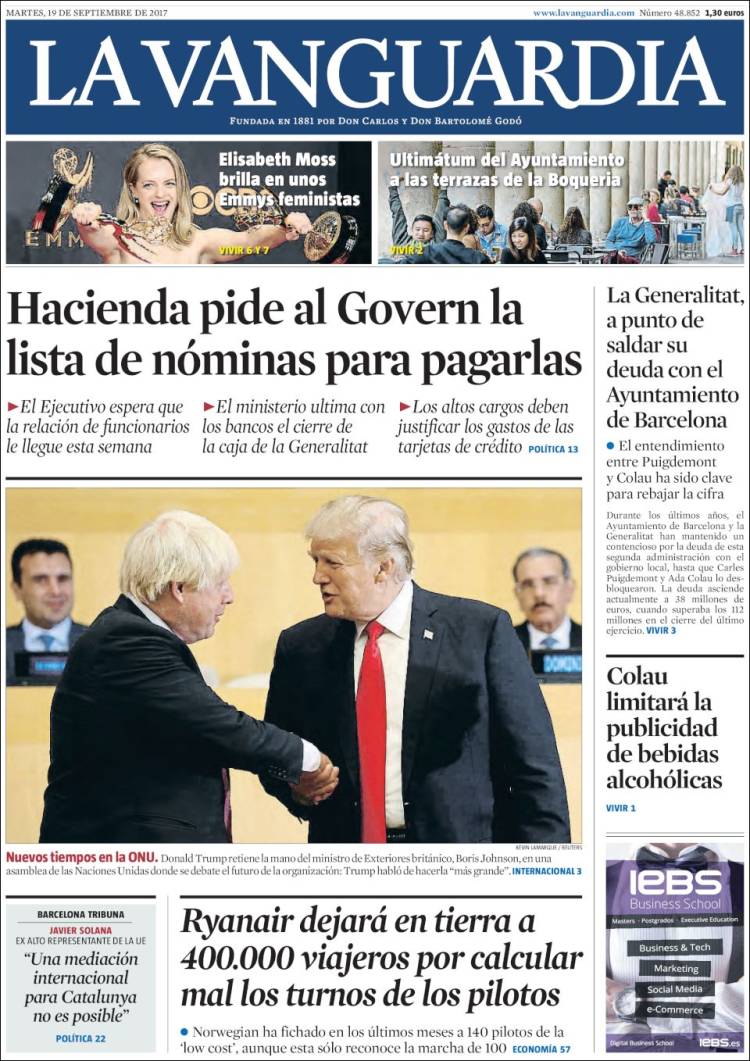 MARTES, 19 DE SEPTIEMBRE DE 2017
www.lavanguardia.com Número 48.852 1,30 euros
LA VANGUARDIA
FUNDADA EN 1881 POR DON CARLOS Y DON BARTOLOMÉ GODÓ
Elisabeth Moss
brilla en unos
Emmys feministas
VIVIR 6 Y 7
EMM
CBS
Ultimátum del Ayuntamiento
a las terrazas de la Boqueria
VIVIR 2
Hacienda pide al Govern la
lista de nóminas para pagarlas
►El Ejecutivo espera que
la relación de funcionarios
le llegue esta semana
►El ministerio ultima con
los bancos el cierre de
la caja de la Generalitat
►Los altos cargos deben
justificar los gastos de las
tarjetas de crédito POLÍTICA 13
DOMINI
KEVIN LAMARQUE / REUTERS
Nuevos tiempos en la ONU. Donald Trump retiene la mano del ministro de Exteriores británico, Boris Johnson, en una
asamblea de las Naciones Unidas donde se debate el futuro de la organización: Trump habló de hacerla “más grande”. INTERNACIONAL 3
La Generalitat,
a punto de
saldar su
deuda con el
Ayuntamiento
de Barcelona
● El entendimiento
entre Puigdemont
y Colau ha sido clave
para rebajar la cifra
Durante los últimos años, el
Ayuntamiento de Barcelona y la
Generalitat han mantenido un
contencioso por la deuda de esta
segunda administración con el
gobierno local, hasta que Carles
Puigdemont y Ada Colau lo des-
bloquearon. La deuda asciende
actualmente a 38 millones de
euros, cuando superaba los 112
millones en el cierre del último
ejercicio. VIVIR 3
Colau
limitará la
publicidad
de bebidas
alcohólicas
VIVIR 1
BARCELONA TRIBUNA
JAVIER SOLANA
EX ALTO REPRESENTANTE DE LA UE
“Una mediación
internacional
para Catalunya
no es posible”
POLÍTICA 22
Ryanair dejará en tierra a
400.000 viajeros por calcular
mal los turnos de los pilotos
● Norwegian ha fichado en los últimos meses a 140 pilotos de la
‘low cost’, aunque esta sólo reconoce la marcha de 100 ECONOMÍA 57
IEBS
Business School
Masters · Postgrados · Executive Education
Business & Tech
Marketing
Social Media
e-Commerce
Digital Business School
IEBS.es